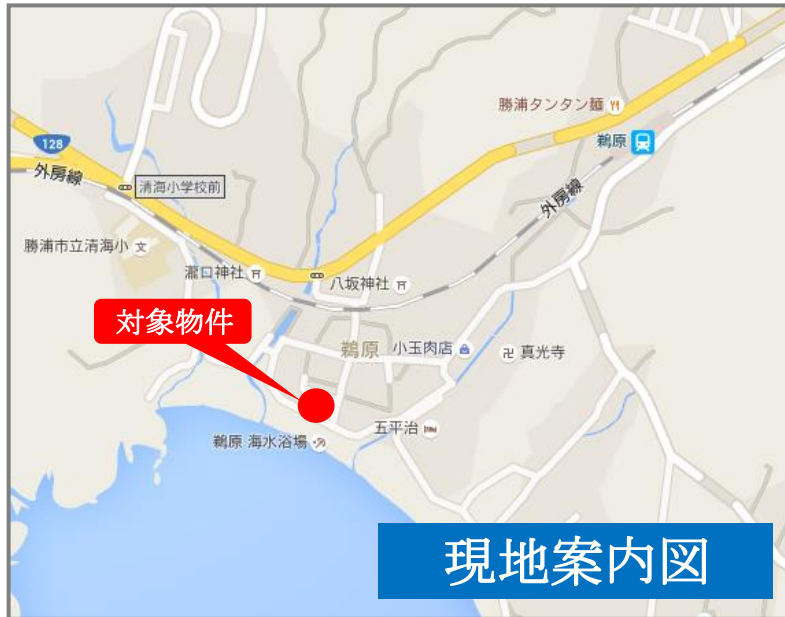 勝浦タンタン麺
鵜原
128
外房線
清海小学校前
外房線
勝浦市立清海小
文
瀧口神社
八坂神社
対象物件
鵜原
小玉肉店
卍
真光寺
五平治
鵜原 海水浴場
現地案内図